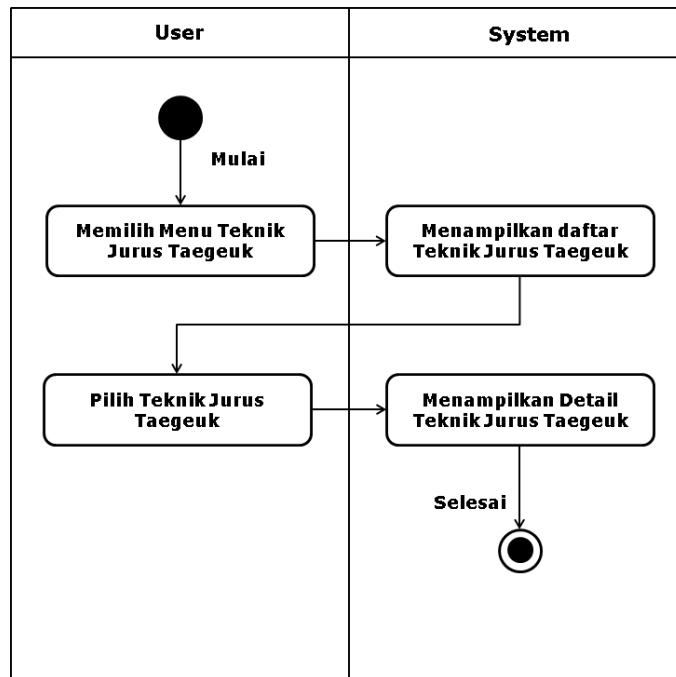 User
System
Mulai
Memilih Menu Teknik
Jurus Taegeuk
Menampilkan daftar
Teknik Jurus Taegeuk
Pilih Teknik Jurus
Taegeuk
Menampilkan Detail
Teknik Jurus Taegeuk
Selesai